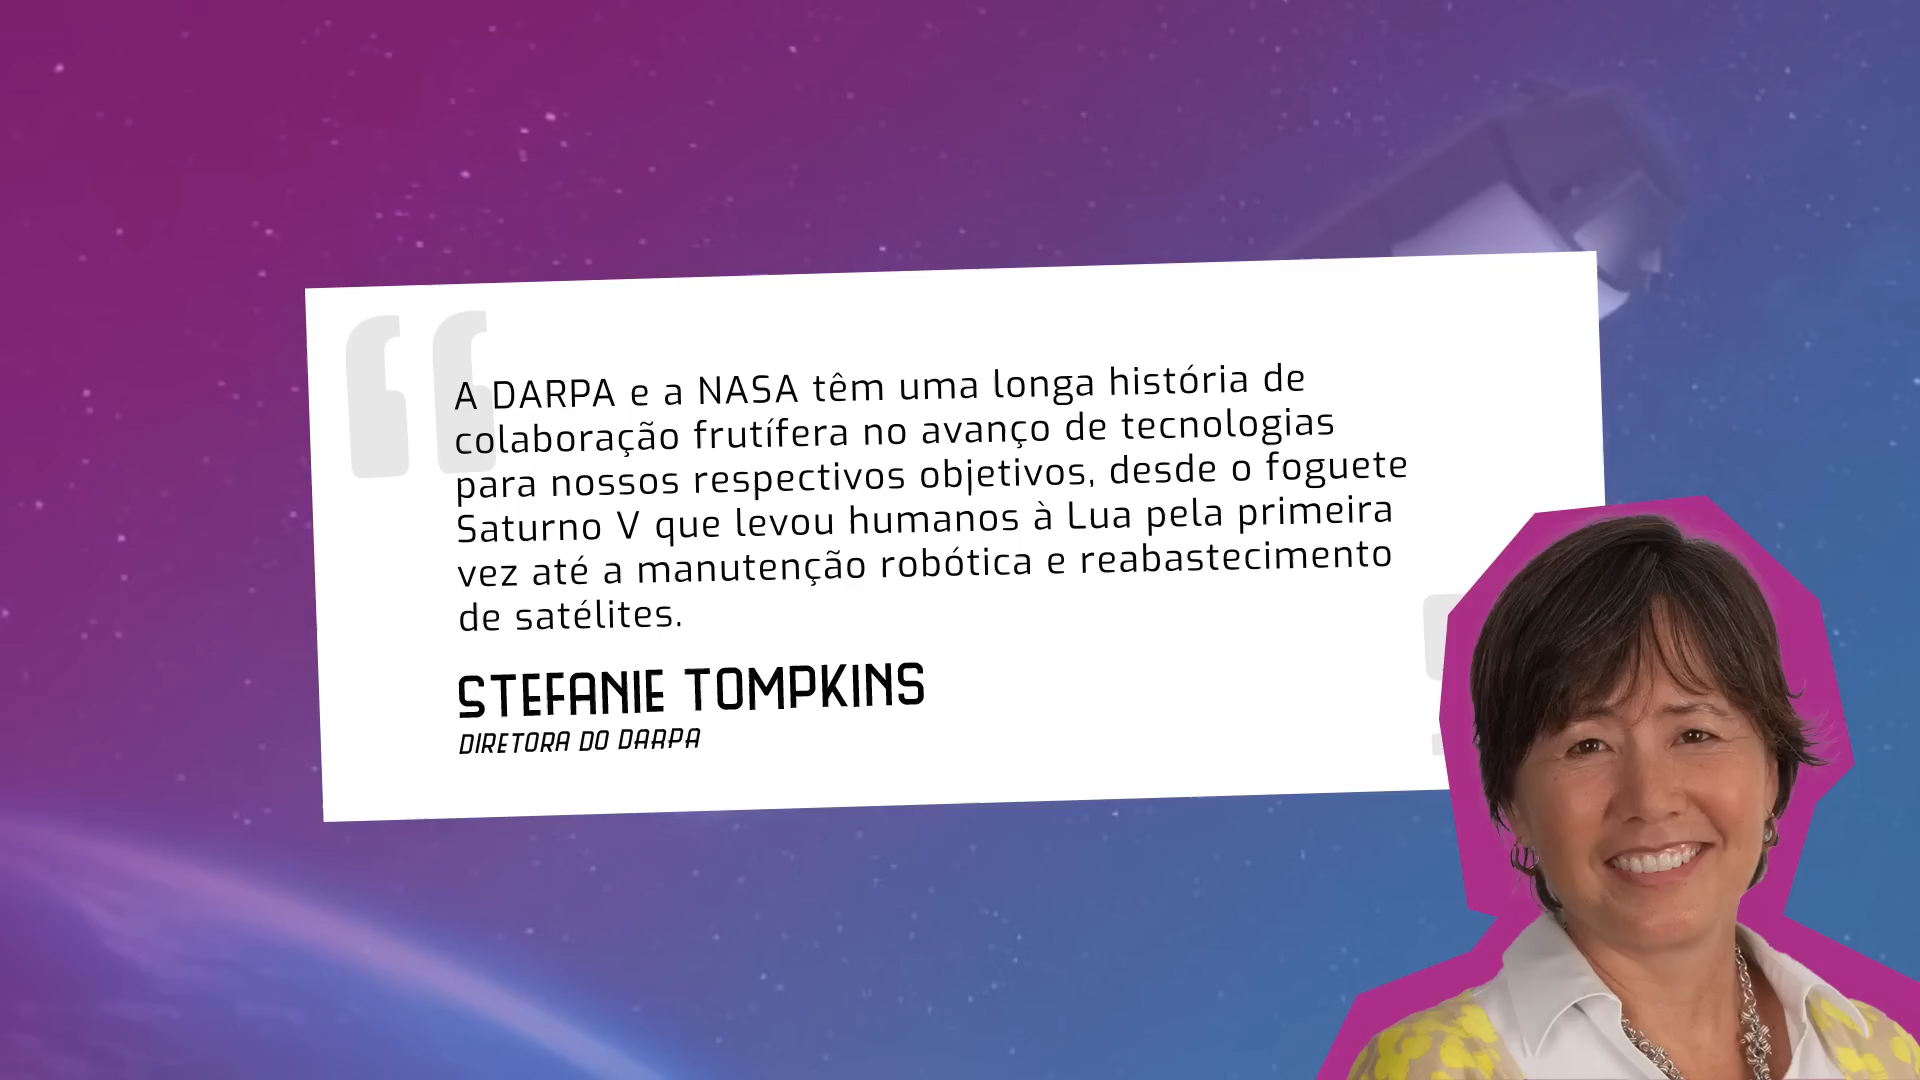 A DARPA e a NASA têm uma longa história de
colaboração frutífera no avanço de tecnologias
para nossos respectivos objetivos, desde o foguete
Saturno V que levou humanos à Lua pela primeira
vez até a manutenção robótica e reabastecimento
de satélites.
STEFANIE TOMPKINS
DIRETORA DO DARPA